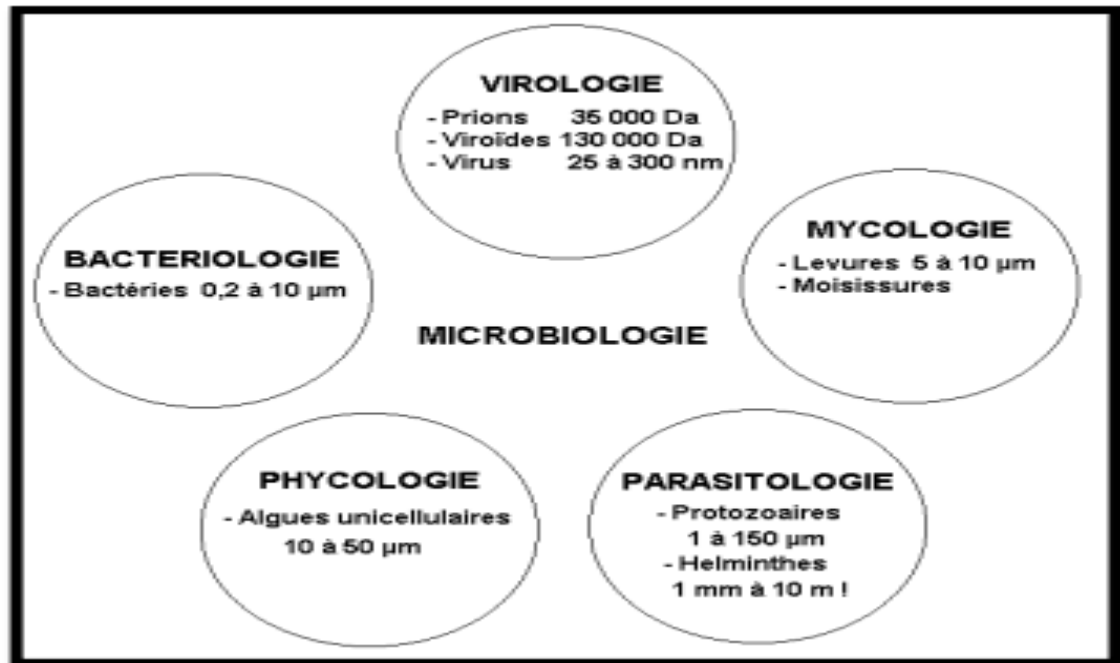 VIROLOGIE
- Prions 35 000 Da
- Viroïdes 130 000 Da
- Virus 25 à 300 nm
BACTERIOLOGIE
- Bactéries 0,2 à 10 µm
MYCOLOGIE
- Levures 5 à 10 µm
- Moisissures
MICROBIOLOGIE
PHYCOLOGIE
- Algues unicellulaires
10 à 50 µm
PARASITOLOGIE
- Protozoaires
1 à 150 µm
- Helminthes
1 mm à 10 m !